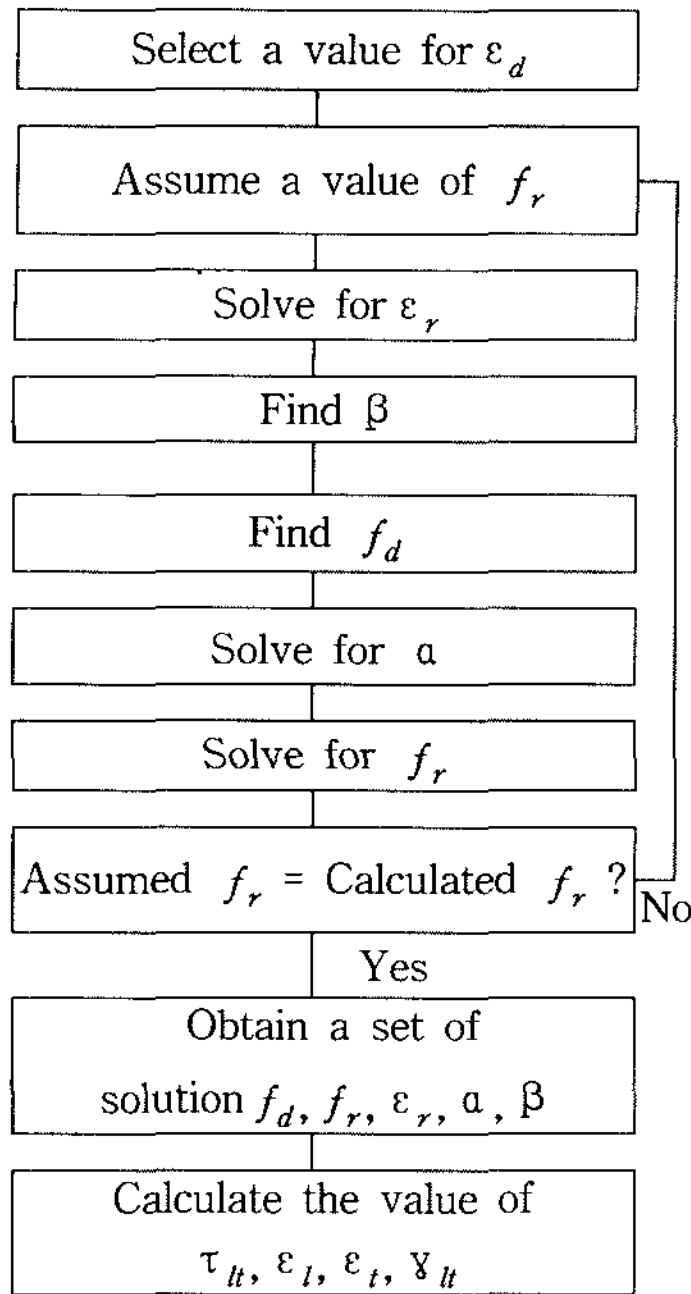 Select a value for ε_d
Assume a value of f_r
Solve for ε_r
Find β
Find f_d
Solve for α
Solve for f_r
Assumed f_r = Calculated f_r ?
No
Yes
Obtain a set of
solution f_d, f_r, ε_r, α, β
Calculate the value of
τ_lt, ε_l, ε_t, γ_lt